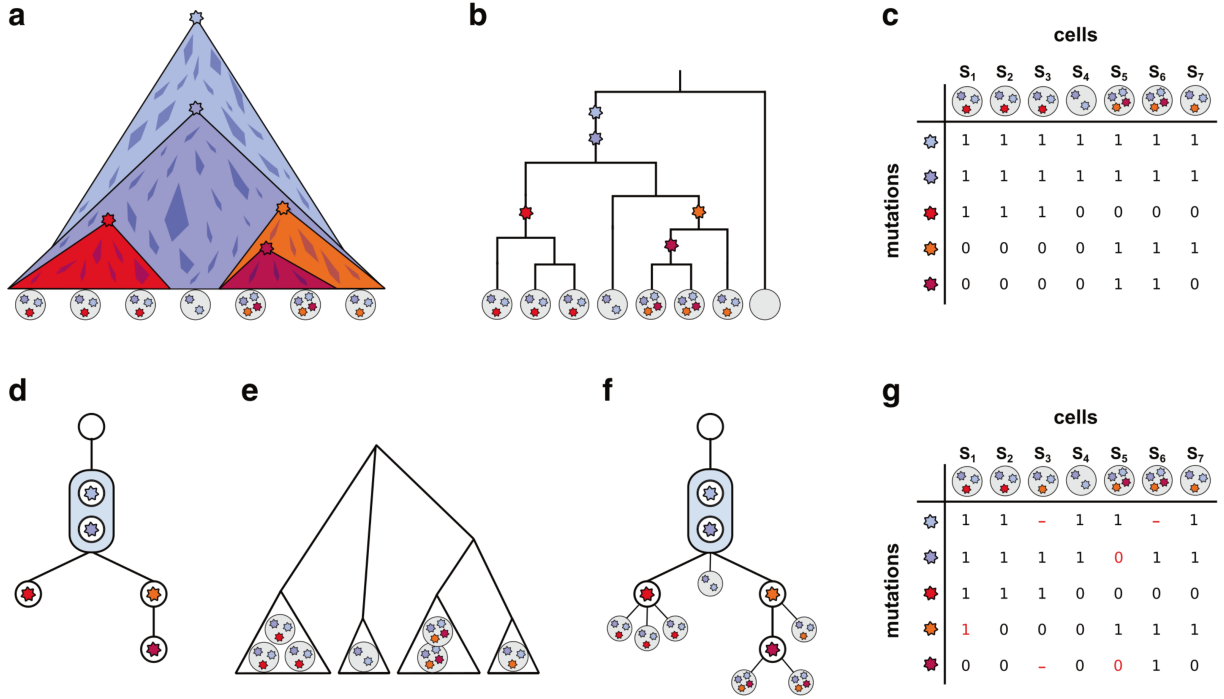 a
b
c
cells
S1 S2 S3 S4 S5 S6 S7
mutations
1 1 1 1 1 1 1
1 1 1 1 1 1 1
1 1 1 0 0 0 0
0 0 0 0 1 1 1
0 0 0 0 1 1 0
d
e
f
g
cells
S1 S2 S3 S4 S5 S6 S7
mutations
1 1 – 1 1 – 1
1 1 1 1 0 1 1
1 1 1 0 0 0 0
1 0 0 0 1 1 1
0 0 – 0 0 1 0